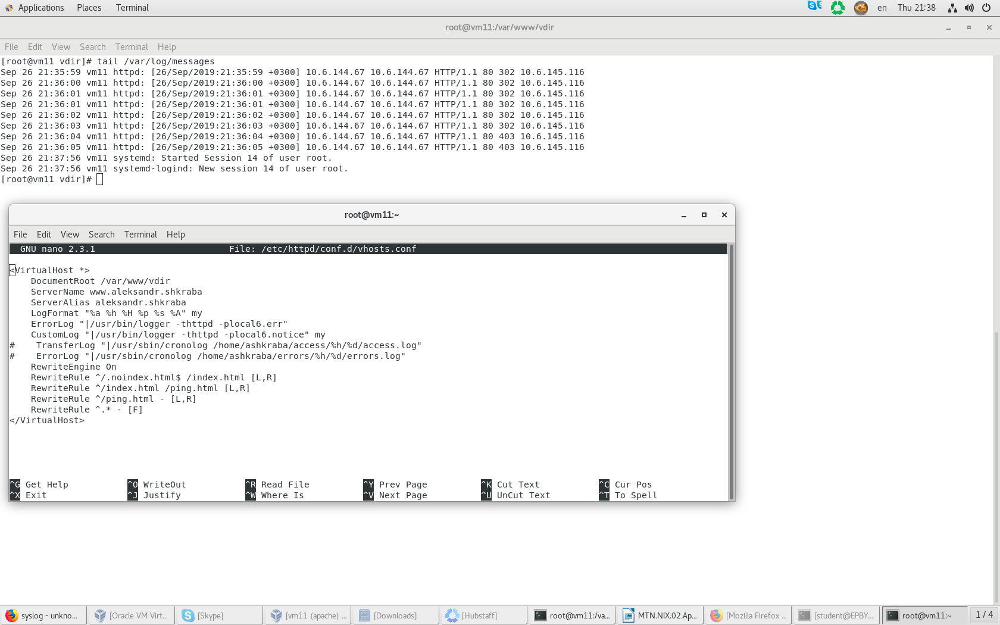 Applications Places Terminal en Thu 21:38
root@vm11:/var/www/vdir
File Edit View Search Terminal Help
[root@vm11 vdir]# tail /var/log/messages
Sep 26 21:35:59 vm11 httpd: [26/Sep/2019:21:35:59 +0300] 10.6.144.67 10.6.144.67 HTTP/1.1 80 302 10.6.145.116
Sep 26 21:36:00 vm11 httpd: [26/Sep/2019:21:36:00 +0300] 10.6.144.67 10.6.144.67 HTTP/1.1 80 302 10.6.145.116
Sep 26 21:36:01 vm11 httpd: [26/Sep/2019:21:36:01 +0300] 10.6.144.67 10.6.144.67 HTTP/1.1 80 302 10.6.145.116
Sep 26 21:36:01 vm11 httpd: [26/Sep/2019:21:36:01 +0300] 10.6.144.67 10.6.144.67 HTTP/1.1 80 302 10.6.145.116
Sep 26 21:36:02 vm11 httpd: [26/Sep/2019:21:36:02 +0300] 10.6.144.67 10.6.144.67 HTTP/1.1 80 302 10.6.145.116
Sep 26 21:36:03 vm11 httpd: [26/Sep/2019:21:36:03 +0300] 10.6.144.67 10.6.144.67 HTTP/1.1 80 302 10.6.145.116
Sep 26 21:36:04 vm11 httpd: [26/Sep/2019:21:36:04 +0300] 10.6.144.67 10.6.144.67 HTTP/1.1 80 403 10.6.145.116
Sep 26 21:36:05 vm11 httpd: [26/Sep/2019:21:36:05 +0300] 10.6.144.67 10.6.144.67 HTTP/1.1 80 403 10.6.145.116
Sep 26 21:37:56 vm11 systemd: Started Session 14 of user root.
Sep 26 21:37:56 vm11 systemd-logind: New session 14 of user root.
[root@vm11 vdir]#
root@vm11:~
File Edit View Search Terminal Help
GNU nano 2.3.1 File: /etc/httpd/conf.d/vhosts.conf
<VirtualHost *>
DocumentRoot /var/www/vdir
ServerName www.aleksandr.shkraba
ServerAlias aleksandr.shkraba
LogFormat "%a %h %H %p %s %A" my
ErrorLog "|/usr/bin/logger -thttpd -plocal6.err"
CustomLog "|/usr/bin/logger -thttpd -plocal6.notice" my
# TransferLog "|/usr/sbin/cronolog /home/ashkraba/access/%h/%d/access.log"
# ErrorLog "|/usr/sbin/cronolog /home/ashkraba/errors/%h/%d/errors.log"
RewriteEngine On
RewriteRule ^/.noindex.html$ /index.html [L,R]
RewriteRule ^/index.html /ping.html [L,R]
RewriteRule ^/ping.html - [L,R]
RewriteRule ^.* - [F]
</VirtualHost>
^G Get Help ^O WriteOut ^R Read File ^Y Prev Page ^K Cut Text ^C Cur Pos
^X Exit ^J Justify ^W Where Is ^V Next Page ^U UnCut Text ^T To Spell
syslog - unkno... [Oracle VM Virt... [Skype] [vm11 (apache) ... [Downloads] [Hubstaff] root@vm11:/va... MTN.NIX.02.Ap... [Mozilla Firefox ... [student@EPBY... root@vm11:~ 1 / 4